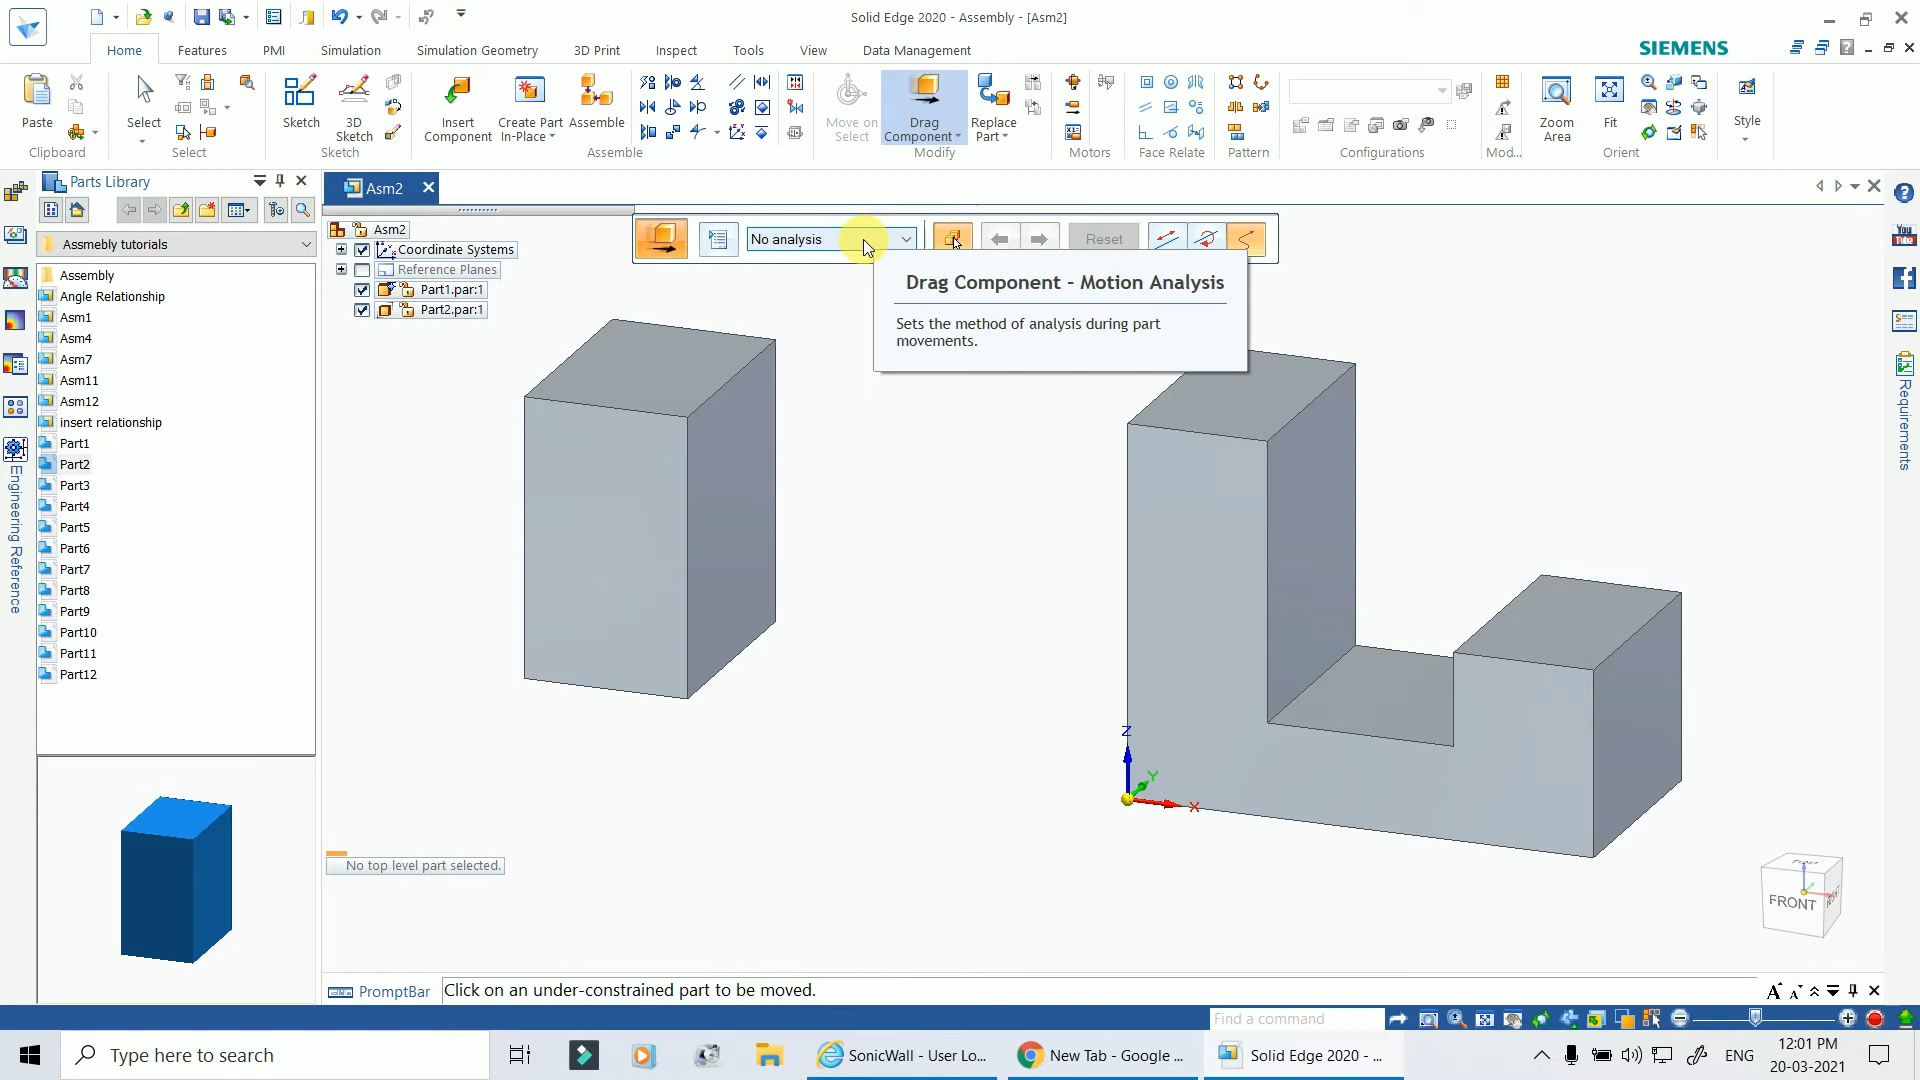 Solid Edge 2020 - Assembly - [Asm2]
Home
Features
PMI
Simulation
Simulation Geometry
3D Print
Inspect
Tools
View
Data Management
SIEMENS
Paste
Clipboard
Select
Select
Sketch
3D Sketch
Sketch
Insert Component
Create Part In-Place
Assemble
Assemble
Move on Select
Drag Component
Replace Part
Modify
Motors
Face Relate
Pattern
Configurations
Mod...
Zoom Area
Fit
Orient
Style
Parts Library
Asm2
Assmebly tutorials
Assembly
Angle Relationship
Asm1
Asm4
Asm7
Asm11
Asm12
insert relationship
Part1
Part2
Part3
Part4
Part5
Part6
Part7
Part8
Part9
Part10
Part11
Part12
Engineering Reference
Asm2
Coordinate Systems
Reference Planes
Part1.par:1
Part2.par:1
No analysis
Reset
Drag Component - Motion Analysis
Sets the method of analysis during part
movements.
Z
Y
X
FRONT
You
Tube
Requirements
No top level part selected.
PromptBar
Click on an under-constrained part to be moved.
Find a command
Type here to search
SonicWall - User Lo...
New Tab - Google ...
Solid Edge 2020 - ...
ENG
12:01 PM
20-03-2021